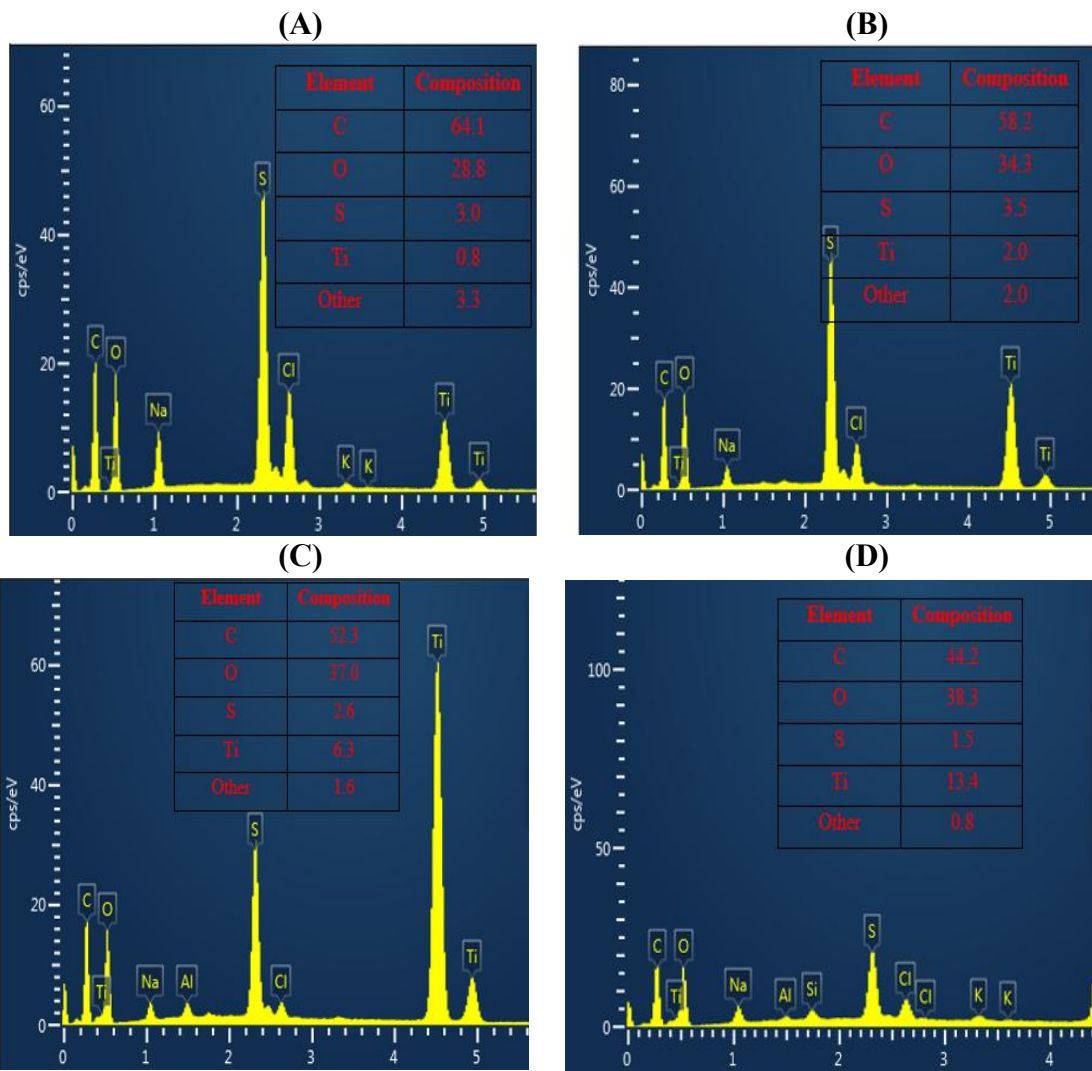 (A)
60
40
20
0
cps/eV
0 1 2 3 4 5
C
O
Ti
Na
S
Cl
K
K
Ti
Ti
Element Composition
C 64.1
O 28.8
S 3.0
Ti 0.8
Other 3.3
(B)
80
60
40
20
0
cps/eV
0 1 2 3 4 5
C
O
Ti
Na
S
Cl
Ti
Ti
Element Composition
C 58.2
O 34.3
S 3.5
Ti 2.0
Other 2.0
(C)
60
40
20
0
cps/eV
0 1 2 3 4 5
C
O
Ti
Na
Al
S
Cl
Ti
Ti
Element Composition
C 52.3
O 37.0
S 2.6
Ti 6.3
Other 1.6
(D)
100
50
0
cps/eV
0 1 2 3 4
C
O
Ti
Na
Al
Si
S
Cl
Cl
K
K
Element Composition
C 44.2
O 38.3
S 1.5
Ti 13.4
Other 0.8